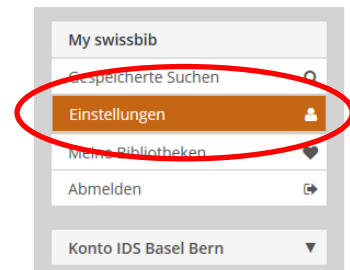 My swissbib
Gespeicherte Suchen
Einstellungen
Meine Bibliotheken
Abmelden
Konto IDS Basel Bern